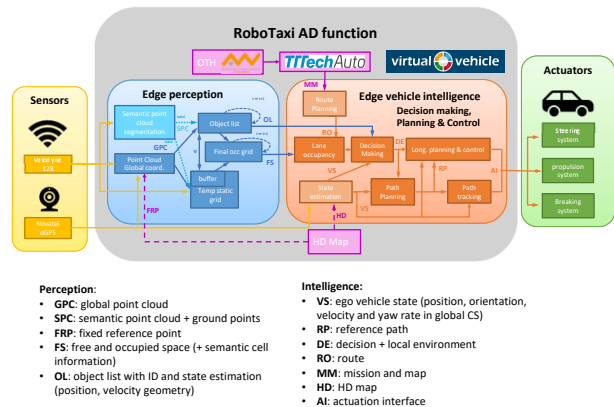 RoboTaxi AD function
OTH
TTTechAuto
virtual vehicle
Actuators
Sensors
Edge perception
Edge vehicle intelligence
Decision making,
Planning & Control
MM
Route
Planning
Semantic point
cloud
segmentation
SPC
Object list
OL
GPC
RO
Point Cloud
Global coord.
Final occ grid
FS
Lane
occupancy
Decision
Making
DE
Long. planning & control
Steering
system
Velodyne
128
buffer
Temp static
grid
VS
RP
AI
State
estimation
Path
Planning
Path
tracking
propulsion
system
VS
Novatel
dGPS
FRP
HD
HD Map
Breaking
system
Perception:
• GPC: global point cloud
• SPC: semantic point cloud + ground points
• FRP: fixed reference point
• FS: free and occupied space (+ semantic cell
information)
• OL: object list with ID and state estimation
(position, velocity geometry)
Intelligence:
• VS: ego vehicle state (position, orientation,
velocity and yaw rate in global CS)
• RP: reference path
• DE: decision + local environment
• RO: route
• MM: mission and map
• HD: HD map
• AI: actuation interface